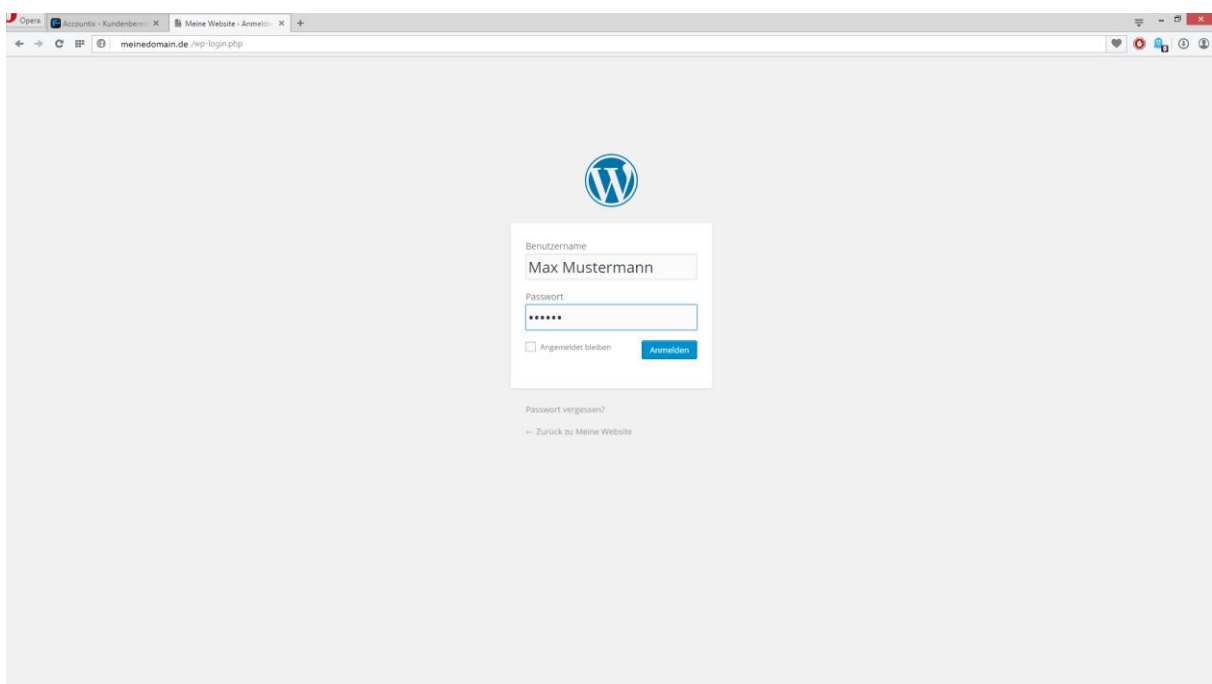 Opera
Accountix - Kundenberei
Meine Website › Anmelde
meinedomain.de /wp-login.php
Benutzername
Max Mustermann
Passwort
••••••
Angemeldet bleiben
Anmelden
Passwort vergessen?
← Zurück zu Meine Website